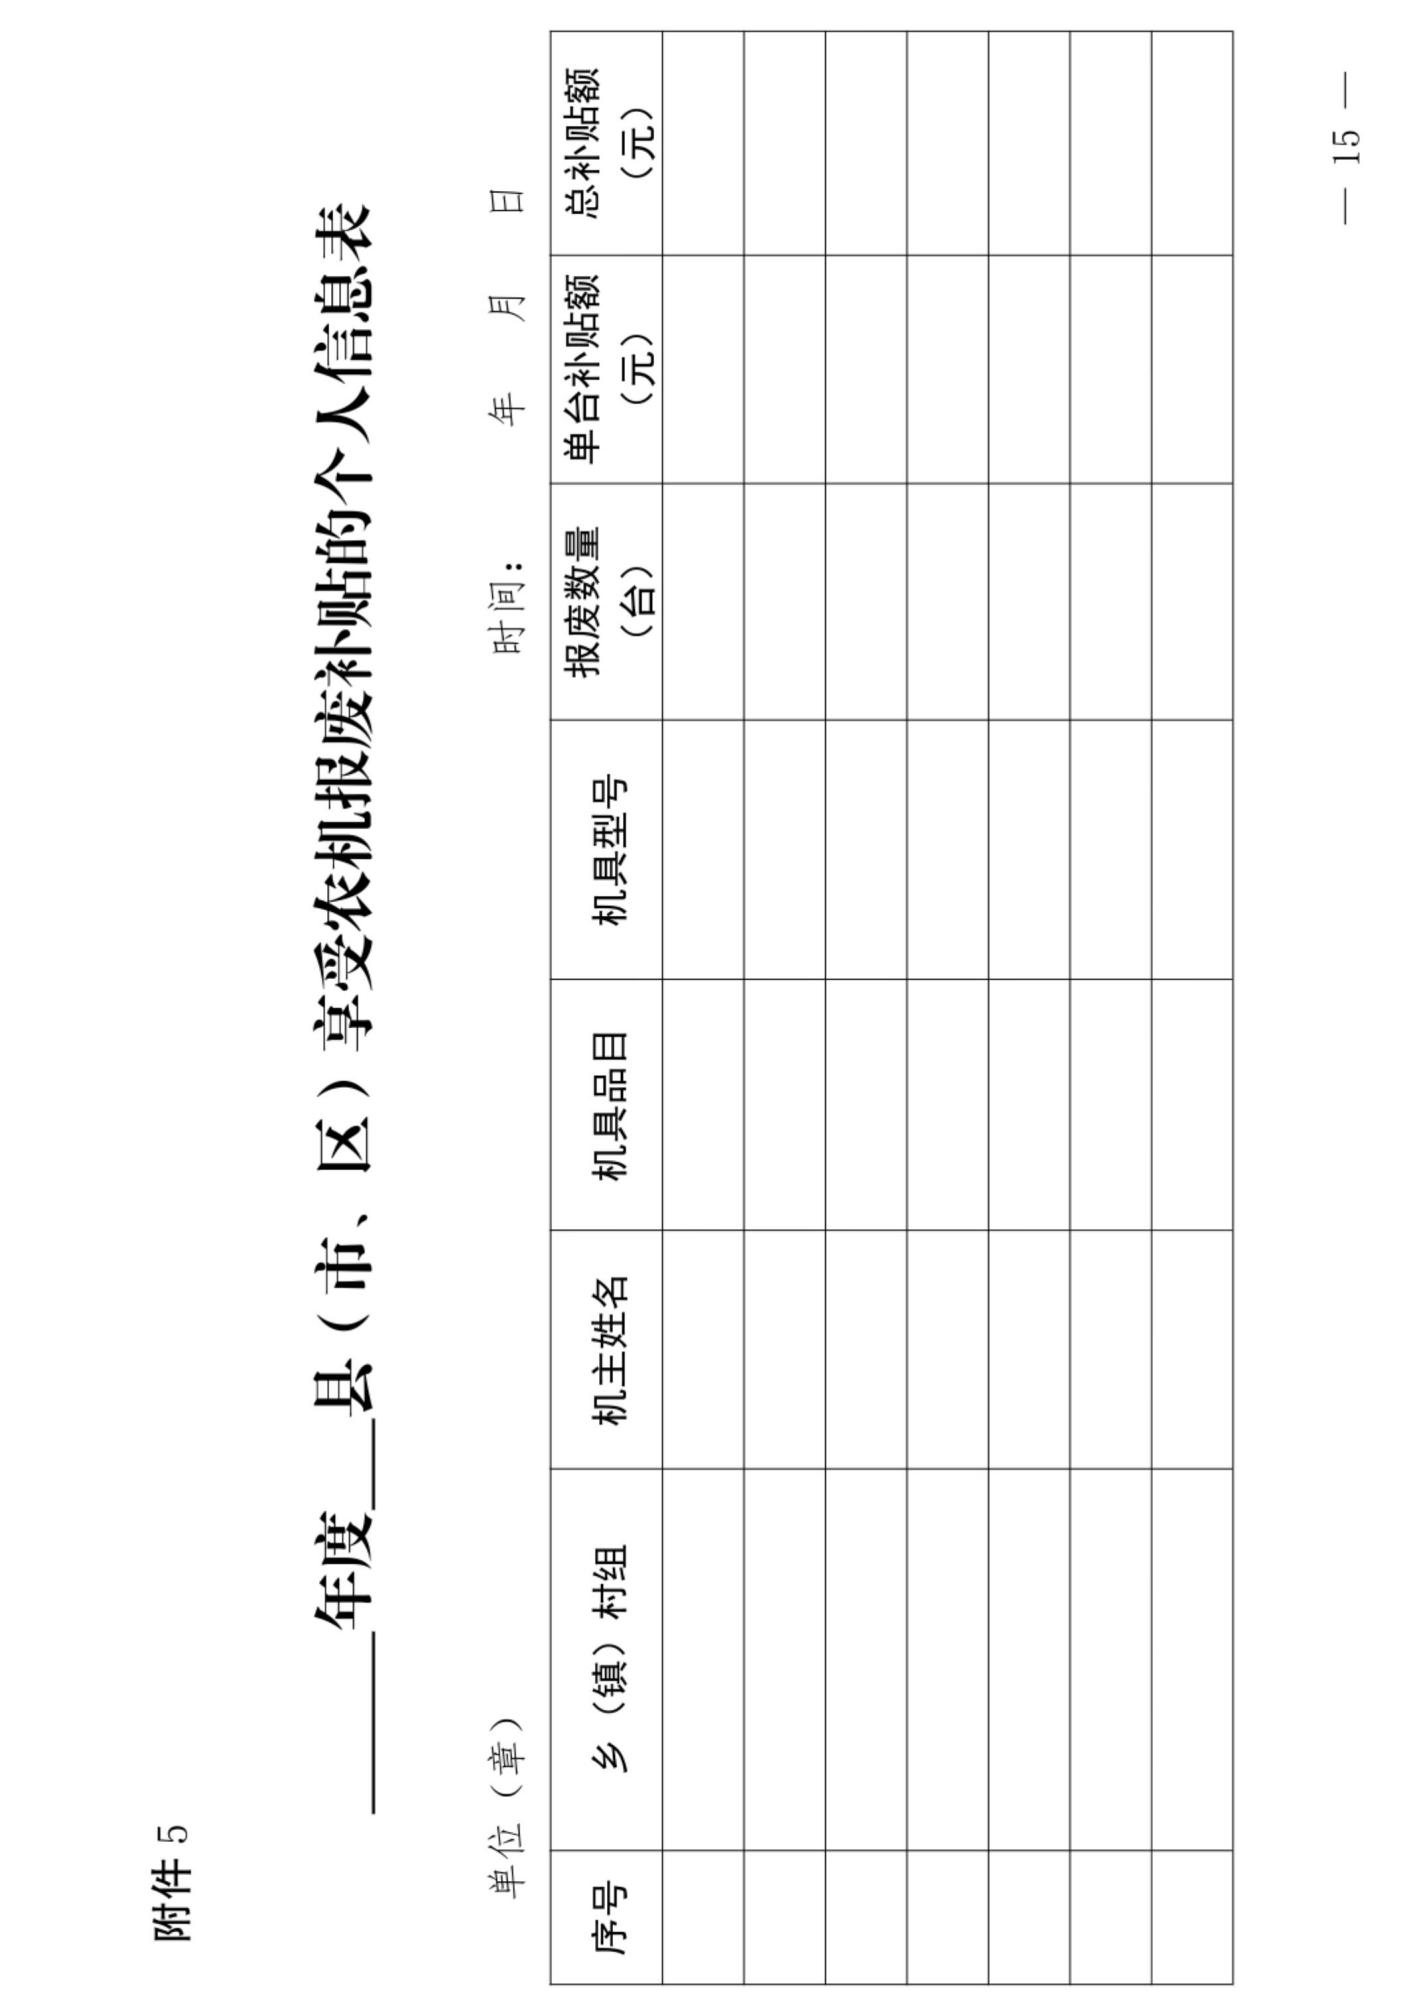 附件 5
____年度__县（市、区）享受农机报废补贴的个人信息表
单位（章） 时间： 年 月 日
序号 乡（镇）村组 机主姓名 机具品目 机具型号 报废数量（台） 单台补贴额（元） 总补贴额（元）
— 15 —